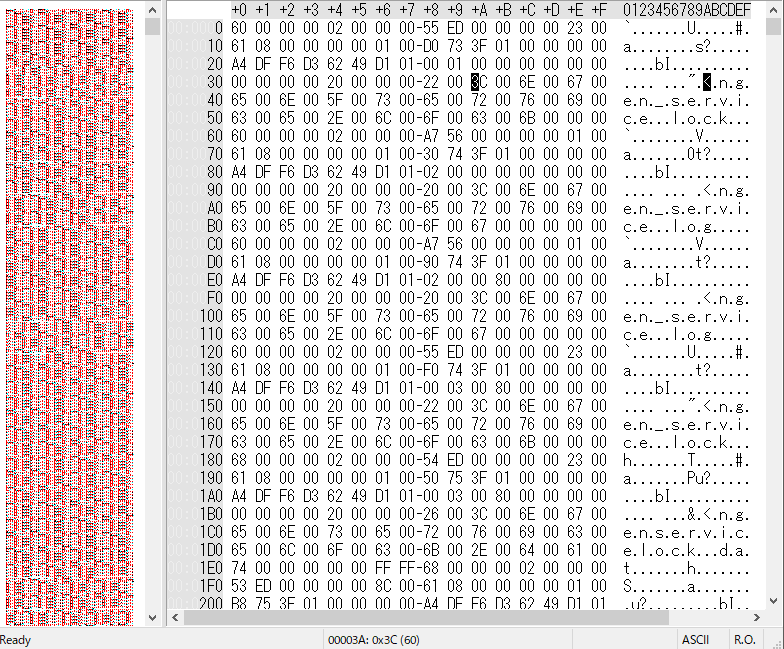 +0 +1 +2 +3 +4 +5 +6 +7 +8 +9 +A +B +C +D +E +F 0123456789ABCDEF
0 60 00 00 00 02 00 00 00-55 ED 00 00 00 00 23 00 `.......U.....#.
10 61 08 00 00 00 00 01 00-D0 73 3F 01 00 00 00 00 a........s?.....
20 A4 DF F6 D3 62 49 D1 01-00 01 00 00 00 00 00 00 ....bI..........
30 00 00 00 00 20 00 00 00-22 00 3C 00 6E 00 67 00 .... ...".<.n.g.
40 65 00 6E 00 5F 00 73 00-65 00 72 00 76 00 69 00 e.n._.s.e.r.v.i.
50 63 00 65 00 2E 00 6C 00-6F 00 63 00 6B 00 00 00 c.e...l.o.c.k...
60 60 00 00 00 02 00 00 00-A7 56 00 00 00 00 01 00 `........V......
70 61 08 00 00 00 00 01 00-30 74 3F 01 00 00 00 00 a.......0t?.....
80 A4 DF F6 D3 62 49 D1 01-02 00 00 00 00 00 00 00 ....bI..........
90 00 00 00 00 20 00 00 00-20 00 3C 00 6E 00 67 00 .... ... .<.n.g.
A0 65 00 6E 00 5F 00 73 00-65 00 72 00 76 00 69 00 e.n._.s.e.r.v.i.
B0 63 00 65 00 2E 00 6C 00-6F 00 67 00 00 00 00 00 c.e...l.o.g.....
C0 60 00 00 00 02 00 00 00-A7 56 00 00 00 00 01 00 `........V......
D0 61 08 00 00 00 00 01 00-90 74 3F 01 00 00 00 00 a........t?.....
E0 A4 DF F6 D3 62 49 D1 01-02 00 00 80 00 00 00 00 ....bI..........
F0 00 00 00 00 20 00 00 00-20 00 3C 00 6E 00 67 00 .... ... .<.n.g.
100 65 00 6E 00 5F 00 73 00-65 00 72 00 76 00 69 00 e.n._.s.e.r.v.i.
110 63 00 65 00 2E 00 6C 00-6F 00 67 00 00 00 00 00 c.e...l.o.g.....
120 60 00 00 00 02 00 00 00-55 ED 00 00 00 00 23 00 `.......U.....#.
130 61 08 00 00 00 00 01 00-F0 74 3F 01 00 00 00 00 a........t?.....
140 A4 DF F6 D3 62 49 D1 01-00 03 00 80 00 00 00 00 ....bI..........
150 00 00 00 00 20 00 00 00-22 00 3C 00 6E 00 67 00 .... ...".<.n.g.
160 65 00 6E 00 5F 00 73 00-65 00 72 00 76 00 69 00 e.n._.s.e.r.v.i.
170 63 00 65 00 2E 00 6C 00-6F 00 63 00 6B 00 00 00 c.e...l.o.c.k...
180 68 00 00 00 02 00 00 00-54 ED 00 00 00 00 23 00 h.......T.....#.
190 61 08 00 00 00 00 01 00-50 75 3F 01 00 00 00 00 a.......Pu?.....
1A0 A4 DF F6 D3 62 49 D1 01-00 03 00 80 00 00 00 00 ....bI..........
1B0 00 00 00 00 20 00 00 00-26 00 3C 00 6E 00 67 00 .... ...&.<.n.g.
1C0 65 00 6E 00 73 00 65 00-72 00 76 00 69 00 63 00 e.n.s.e.r.v.i.c.
1D0 65 00 6C 00 6F 00 63 00-6B 00 2E 00 64 00 61 00 e.l.o.c.k...d.a.
1E0 74 00 00 00 00 00 FF FF-68 00 00 00 02 00 00 00 t.......h.......
1F0 53 ED 00 00 00 00 8C 00-61 08 00 00 00 00 01 00 S.......a.......
200 B8 75 3F 01 00 00 00 00-A4 DF F6 D3 62 49 D1 01 .u?.........bI..
Ready 00003A: 0x3C (60) ASCII R.O.